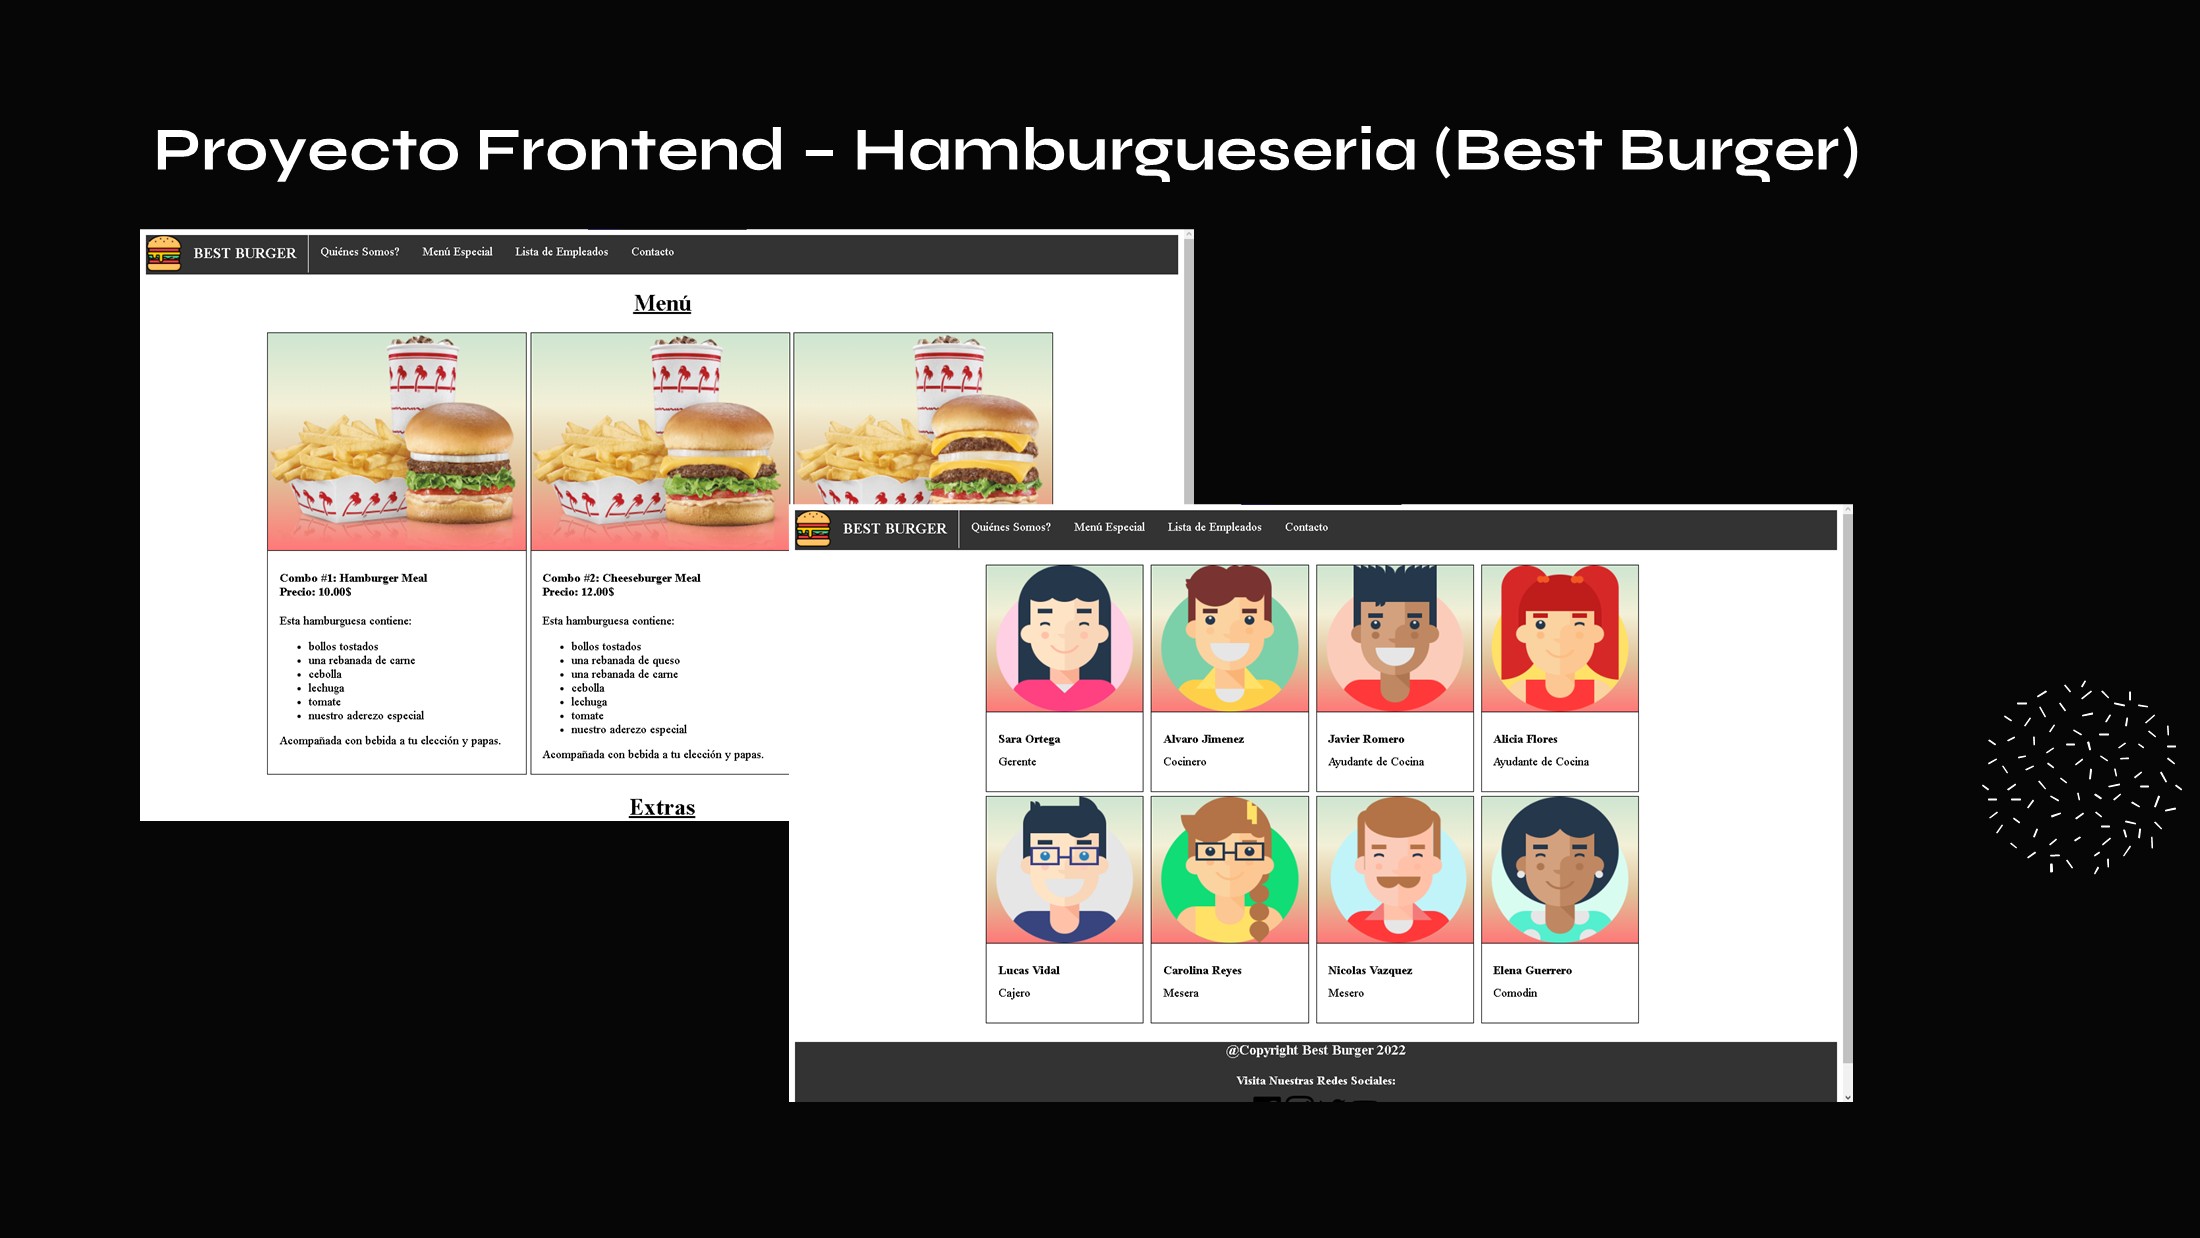 Proyecto Frontend – Hamburgueseria (Best Burger)
BEST BURGER
Quiénes Somos?
Menú Especial
Lista de Empleados
Contacto
Menú
Combo #1: Hamburger Meal
Precio: 10.00$
Esta hamburguesa contiene:
bollos tostados
una rebanada de carne
cebolla
lechuga
tomate
nuestro aderezo especial
Acompañada con bebida a tu elección y papas.
Combo #2: Cheeseburger Meal
Precio: 12.00$
Esta hamburguesa contiene:
bollos tostados
una rebanada de queso
una rebanada de carne
cebolla
lechuga
tomate
nuestro aderezo especial
Acompañada con bebida a tu elección y papas.
Extras
BEST BURGER
Quiénes Somos?
Menú Especial
Lista de Empleados
Contacto
Sara Ortega
Gerente
Alvaro Jimenez
Cocinero
Javier Romero
Ayudante de Cocina
Alicia Flores
Ayudante de Cocina
Lucas Vidal
Cajero
Carolina Reyes
Mesera
Nicolas Vazquez
Mesero
Elena Guerrero
Comodin
@Copyright Best Burger 2022
Visita Nuestras Redes Sociales: